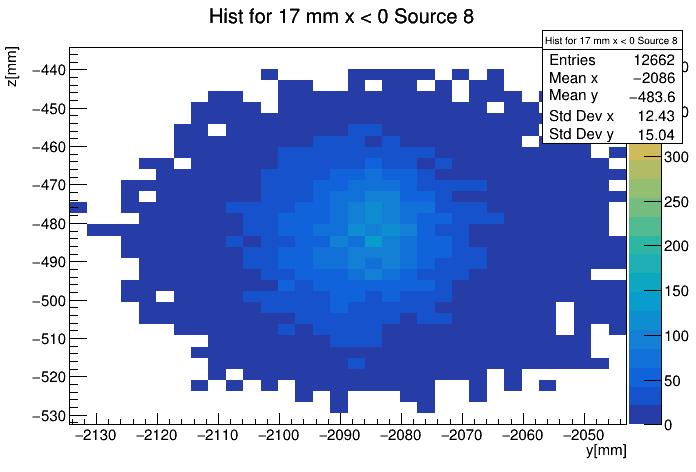 Hist for 17 mm x < 0 Source 8
Hist for 17 mm x < 0 Source 8
Entries 12662
Mean x −2086
Mean y −483.6
Std Dev x 12.43
Std Dev y 15.04
z[mm]
−440
−450
−460
−470
−480
−490
−500
−510
−520
−530
300
250
200
150
100
50
0
−2130 −2120 −2110 −2100 −2090 −2080 −2070 −2060 −2050
y[mm]